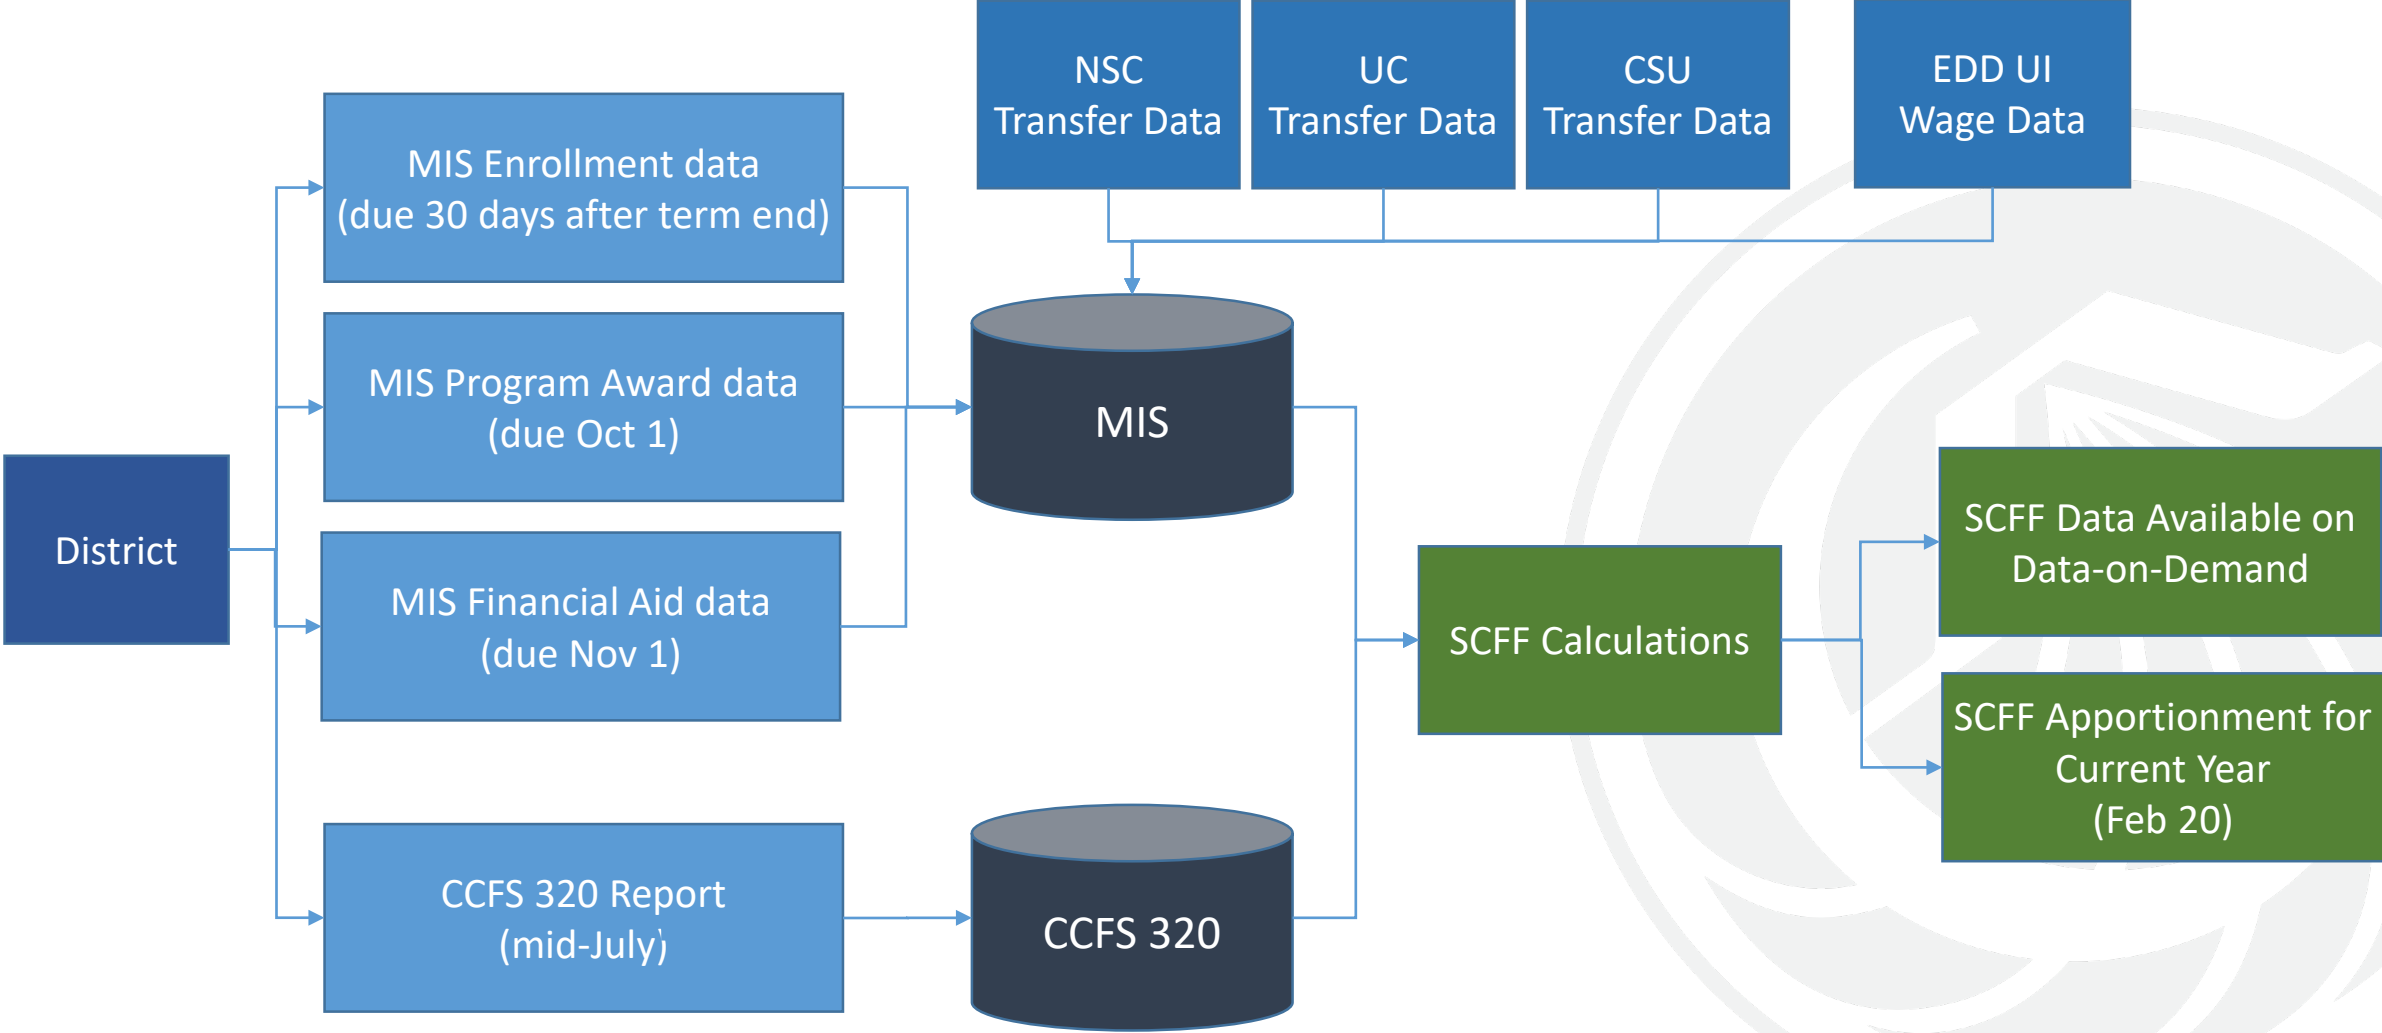 NSC
Transfer Data
UC
Transfer Data
CSU
Transfer Data
EDD UI
Wage Data
MIS Enrollment data
(due 30 days after term end)
MIS Program Award data
(due Oct 1)
MIS
District
MIS Financial Aid data
(due Nov 1)
SCFF Calculations
SCFF Data Available on
Data-on-Demand
SCFF Apportionment for
Current Year
(Feb 20)
CCFS 320 Report
(mid-July)
CCFS 320